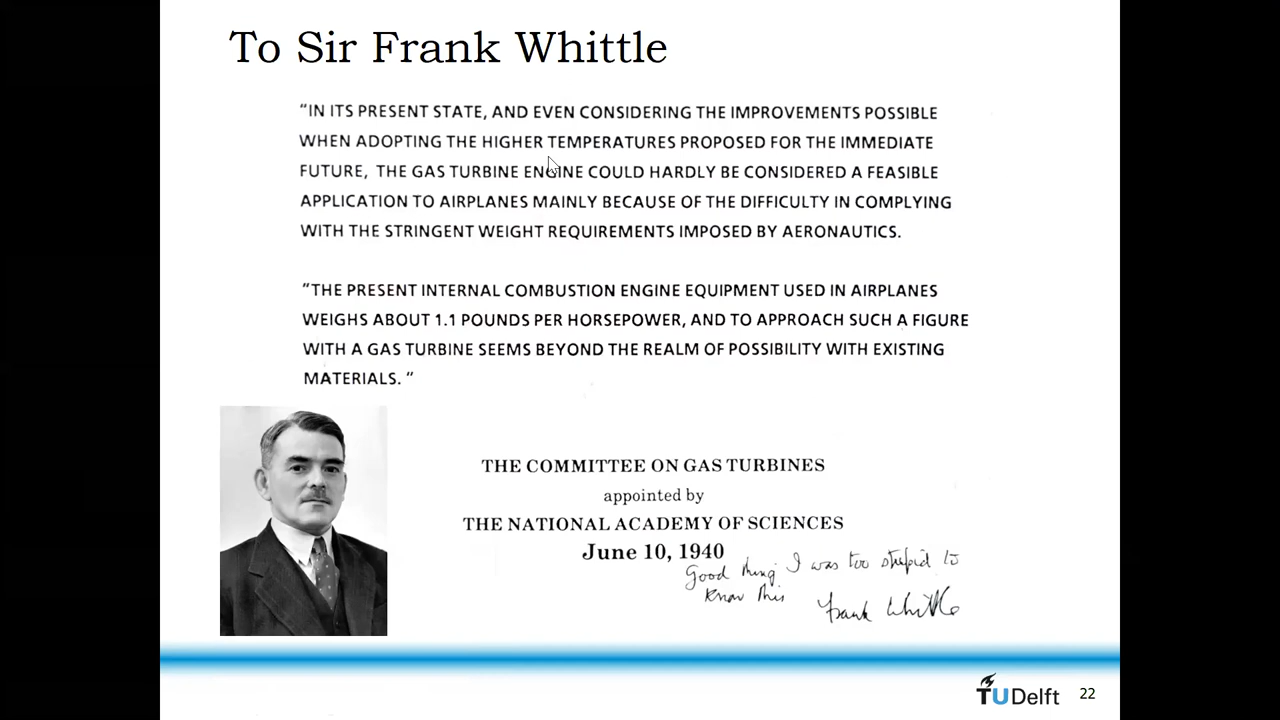 To Sir Frank Whittle
"IN ITS PRESENT STATE, AND EVEN CONSIDERING THE IMPROVEMENTS POSSIBLE
WHEN ADOPTING THE HIGHER TEMPERATURES PROPOSED FOR THE IMMEDIATE
FUTURE, THE GAS TURBINE ENGINE COULD HARDLY BE CONSIDERED A FEASIBLE
APPLICATION TO AIRPLANES MAINLY BECAUSE OF THE DIFFICULTY IN COMPLYING
WITH THE STRINGENT WEIGHT REQUIREMENTS IMPOSED BY AERONAUTICS.
"THE PRESENT INTERNAL COMBUSTION ENGINE EQUIPMENT USED IN AIRPLANES
WEIGHS ABOUT 1.1 POUNDS PER HORSEPOWER, AND TO APPROACH SUCH A FIGURE
WITH A GAS TURBINE SEEMS BEYOND THE REALM OF POSSIBILITY WITH EXISTING
MATERIALS. "
THE COMMITTEE ON GAS TURBINES
appointed by
THE NATIONAL ACADEMY OF SCIENCES
June 10, 1940
Good thing I was too stupid to
know this
Frank Whittle
TU Delft
22